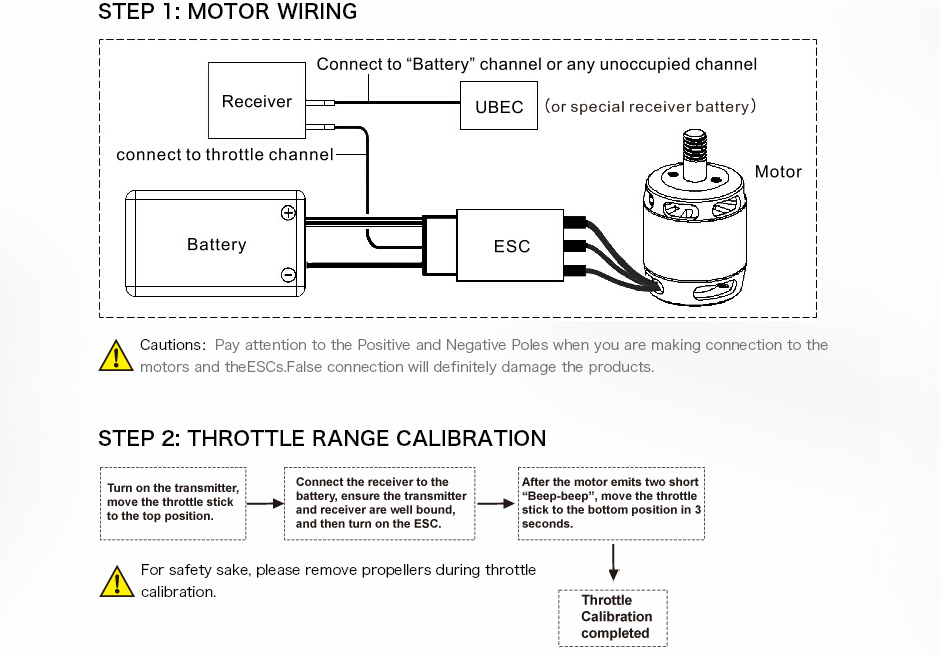 STEP 1: MOTOR WIRING
Connect to “Battery” channel or any unoccupied channel
Receiver
UBEC
(or special receiver battery)
connect to throttle channel
Motor
Battery
ESC
Cautions: Pay attention to the Positive and Negative Poles when you are making connection to the
motors and theESCs.False connection will definitely damage the products.
STEP 2: THROTTLE RANGE CALIBRATION
Turn on the transmitter,
move the throttle stick
to the top position.
Connect the receiver to the
battery, ensure the transmitter
and receiver are well bound,
and then turn on the ESC.
After the motor emits two short
“Beep-beep”, move the throttle
stick to the bottom position in 3
seconds.
For safety sake, please remove propellers during throttle
calibration.
Throttle
Calibration
completed